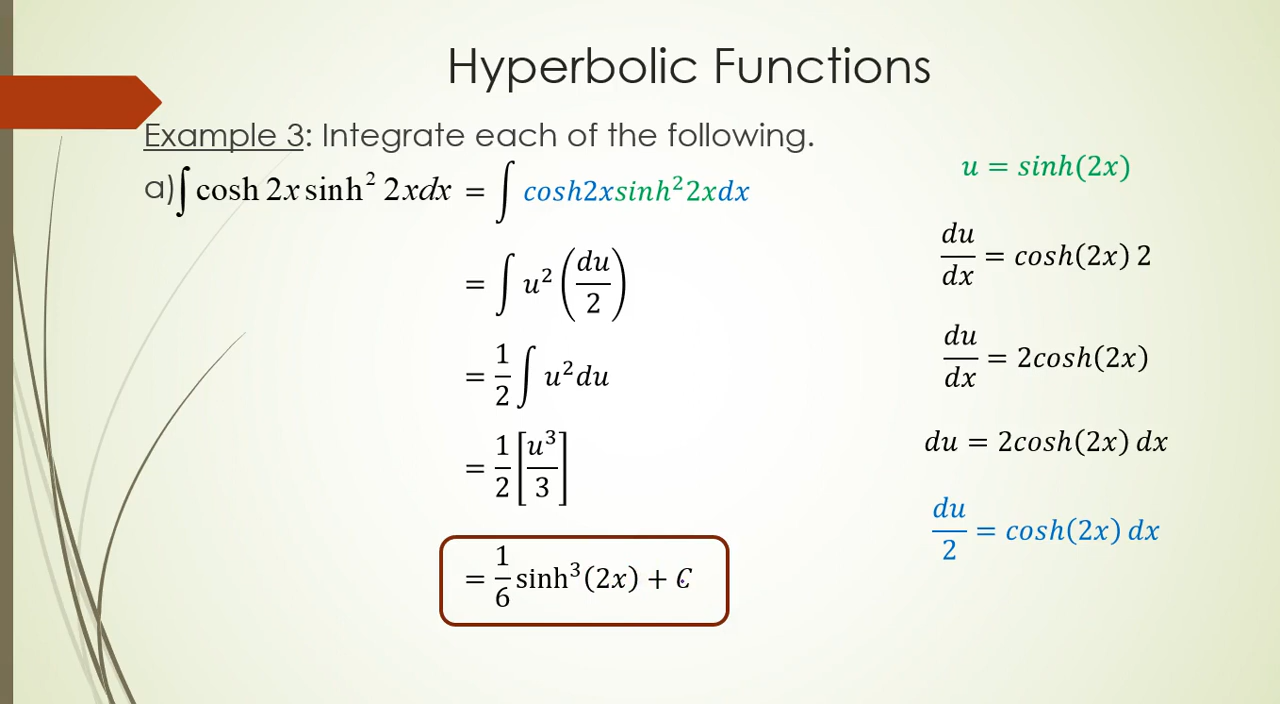 Hyperbolic Functions
Example 3: Integrate each of the following.
a) ∫ cosh 2x sinh² 2xdx = ∫ cosh2xsinh²2xdx
= ∫ u² (du/2)
= 1/2 ∫ u²du
= 1/2 [u³/3]
= 1/6 sinh³(2x) + C
u = sinh(2x)
du/dx = cosh(2x) 2
du/dx = 2cosh(2x)
du = 2cosh(2x) dx
du/2 = cosh(2x) dx